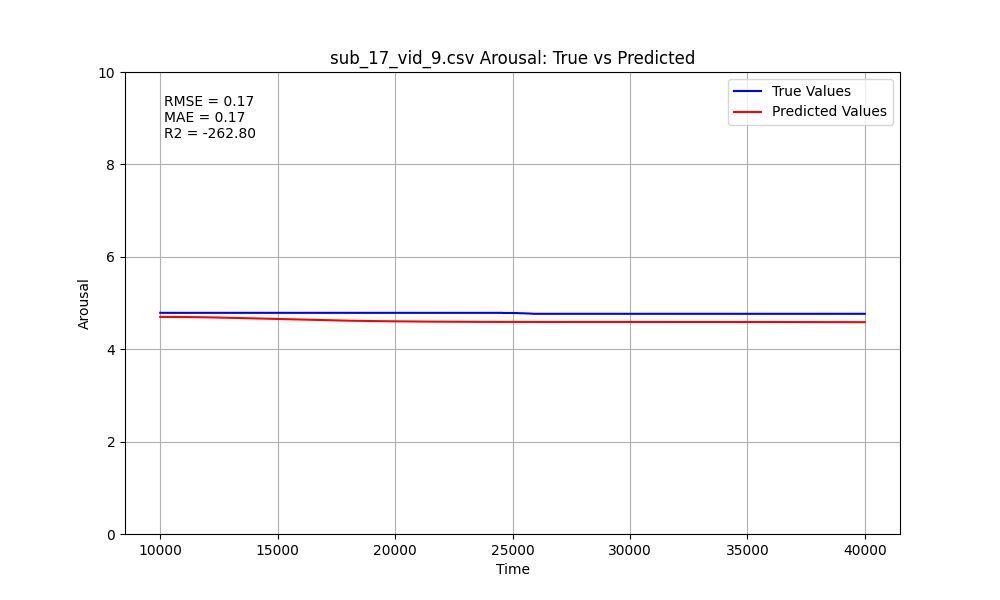 sub_17_vid_9.csv Arousal: True vs Predicted
RMSE = 0.17
MAE = 0.17
R2 = -262.80
True Values
Predicted Values
10
8
6
4
2
0
Arousal
10000
15000
20000
25000
30000
35000
40000
Time